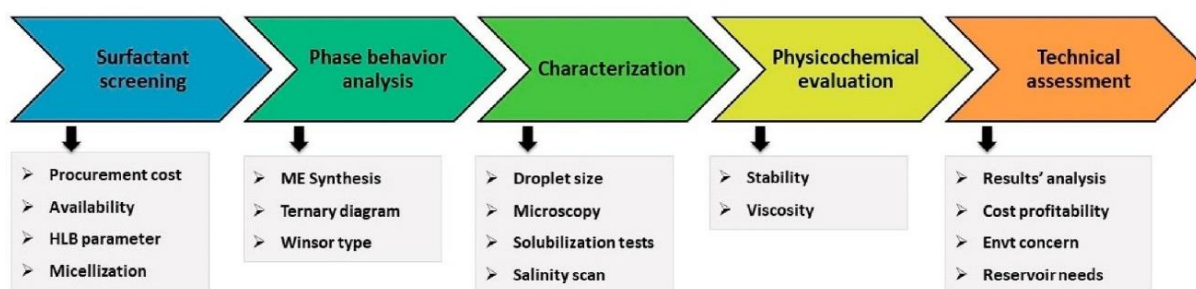 Surfactant
screening
Phase behavior
analysis
Characterization
Physicochemical
evaluation
Technical
assessment
Procurement cost
Availability
HLB parameter
Micellization
ME Synthesis
Ternary diagram
Winsor type
Droplet size
Microscopy
Solubilization tests
Salinity scan
Stability
Viscosity
Results' analysis
Cost profitability
Envt concern
Reservoir needs